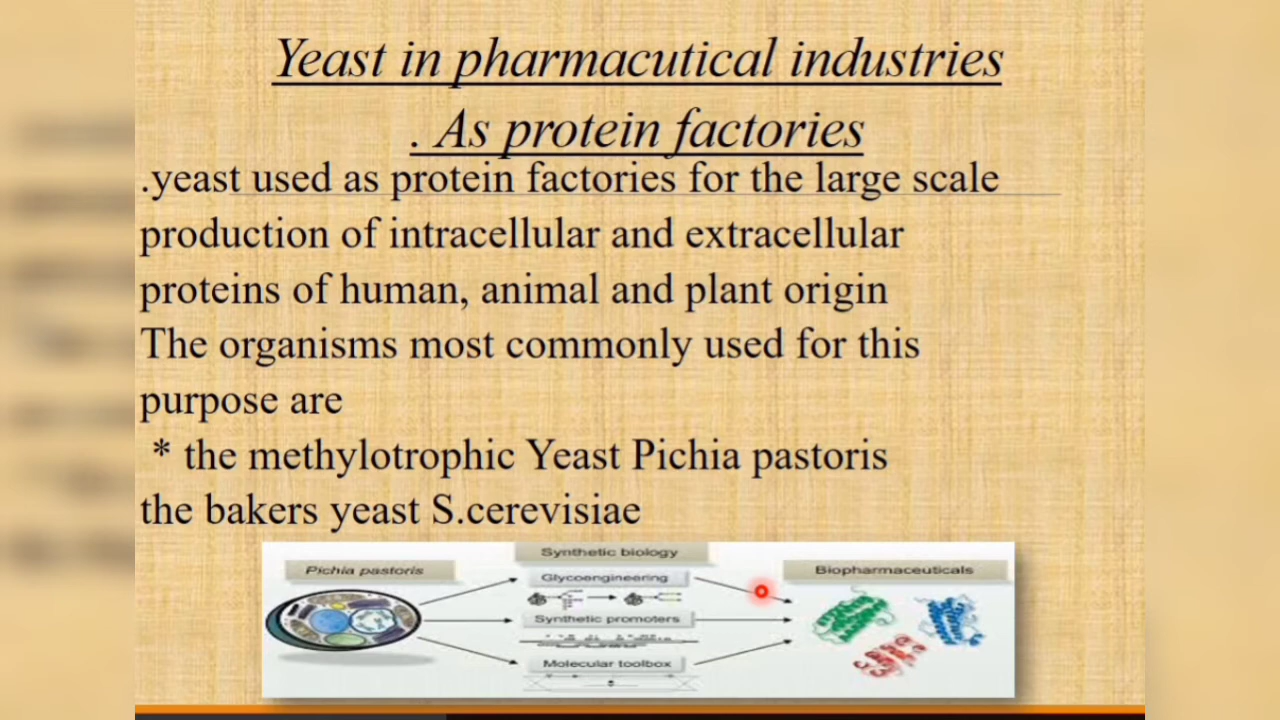 Yeast in pharmacutical industries
. As protein factories
.yeast used as protein factories for the large scale
production of intracellular and extracellular
proteins of human, animal and plant origin
The organisms most commonly used for this
purpose are
* the methylotrophic Yeast Pichia pastoris
the bakers yeast S.cerevisiae
Synthetic biology
Pichia pastoris
Glycoengineering
Biopharmaceuticals
Synthetic promoters
Molecular toolbox